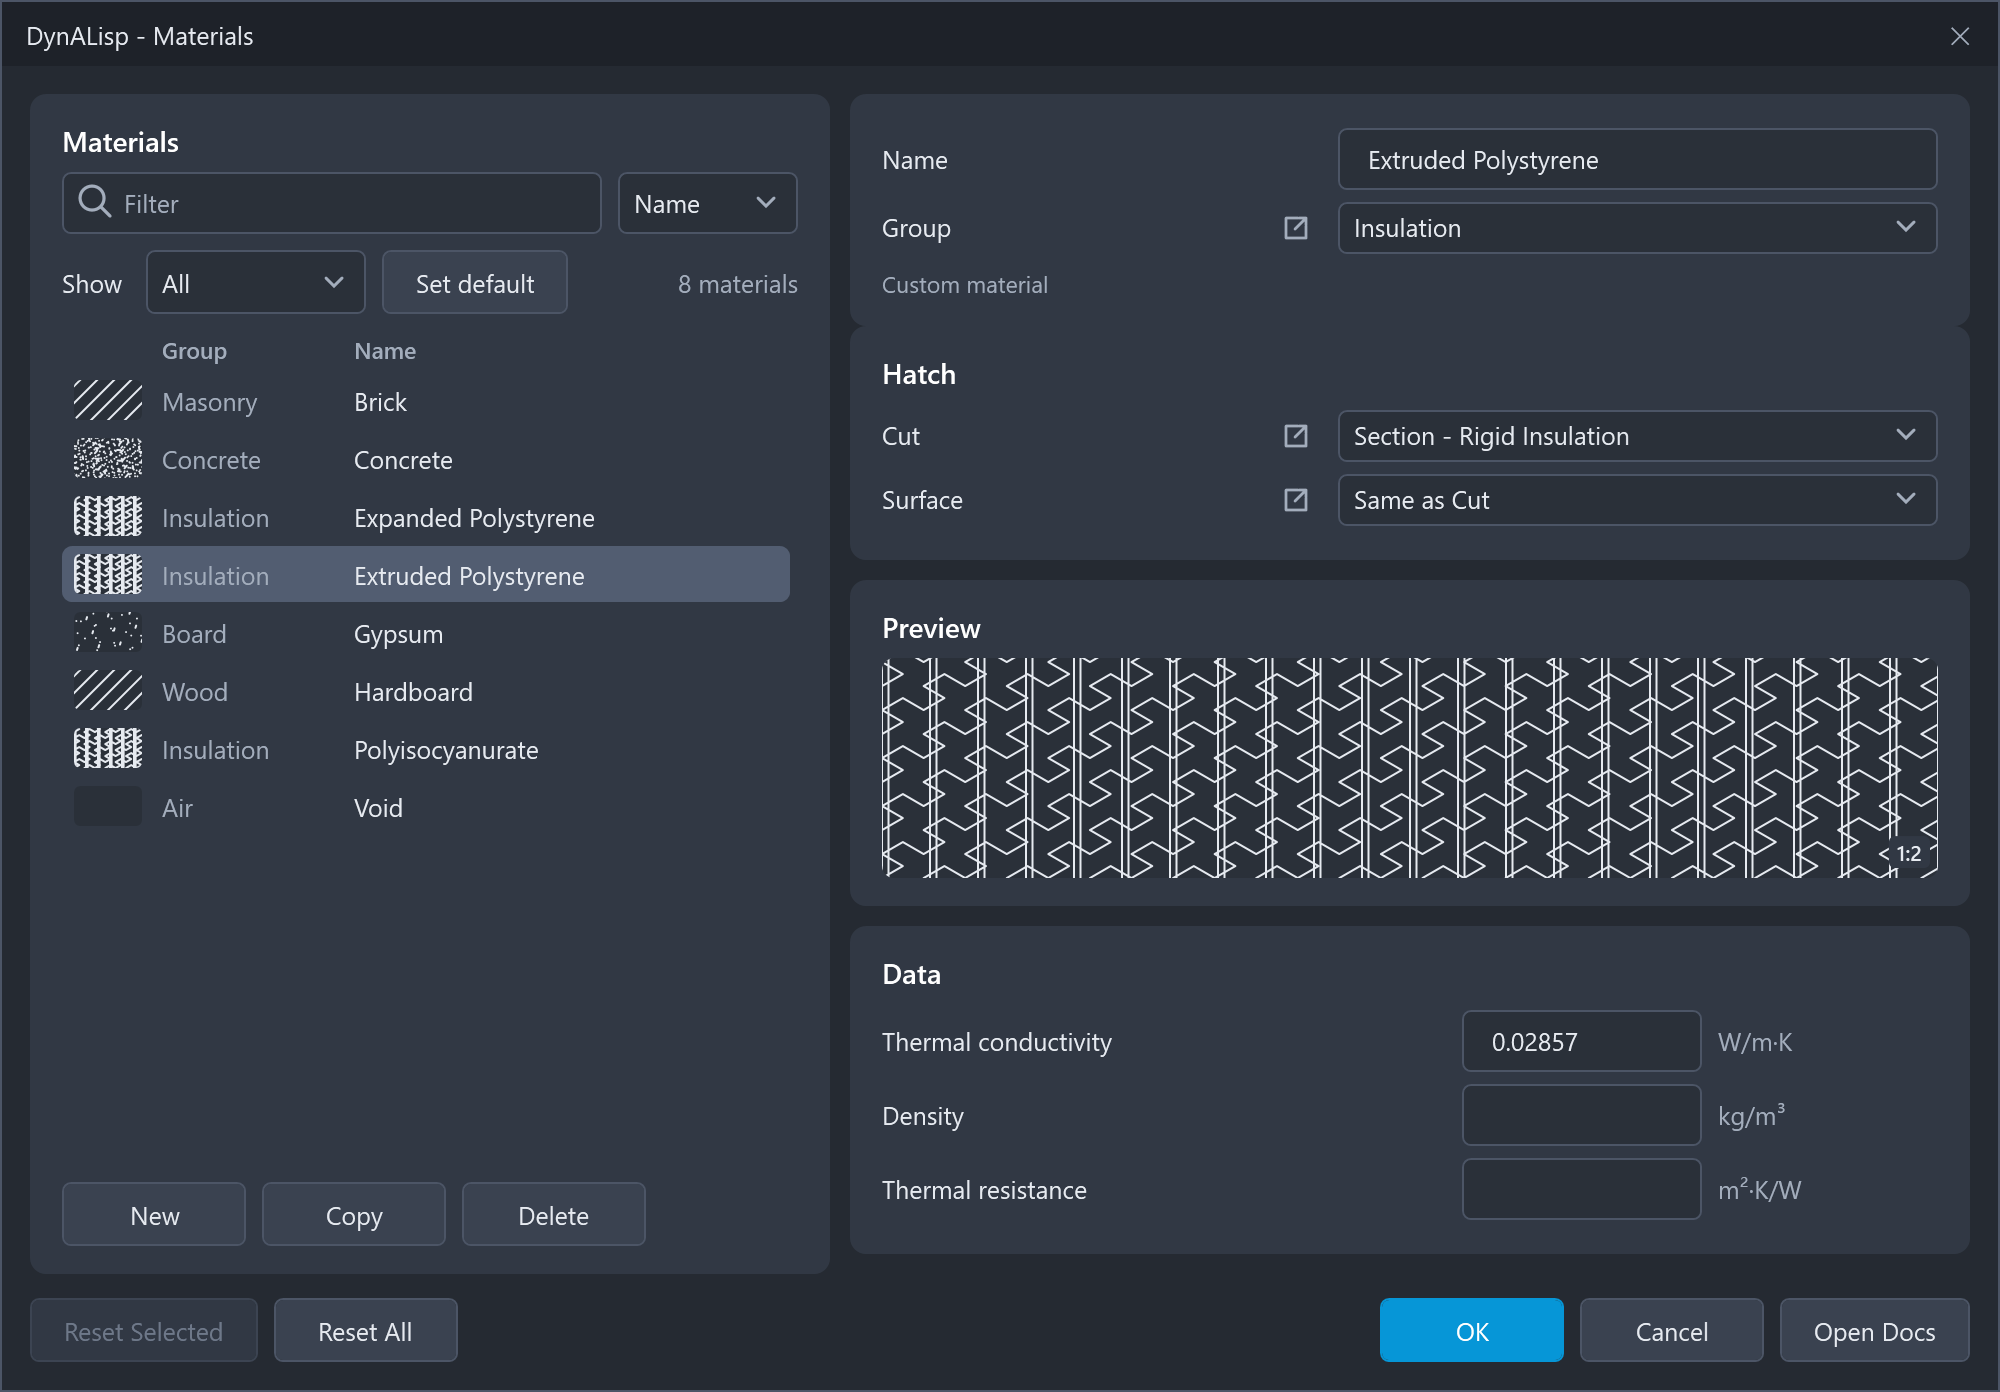 DynALisp - Materials
Materials
Filter
Name
Show
All
Set default
8 materials
Group
Name
Masonry
Brick
Concrete
Concrete
Insulation
Expanded Polystyrene
Insulation
Extruded Polystyrene
Board
Gypsum
Wood
Hardboard
Insulation
Polyisocyanurate
Air
Void
New
Copy
Delete
Name
Extruded Polystyrene
Group
Insulation
Custom material
Hatch
Cut
Section - Rigid Insulation
Surface
Same as Cut
Preview
1:2
Data
Thermal conductivity
0.02857
W/m·K
Density
kg/m³
Thermal resistance
m²·K/W
Reset Selected
Reset All
OK
Cancel
Open Docs